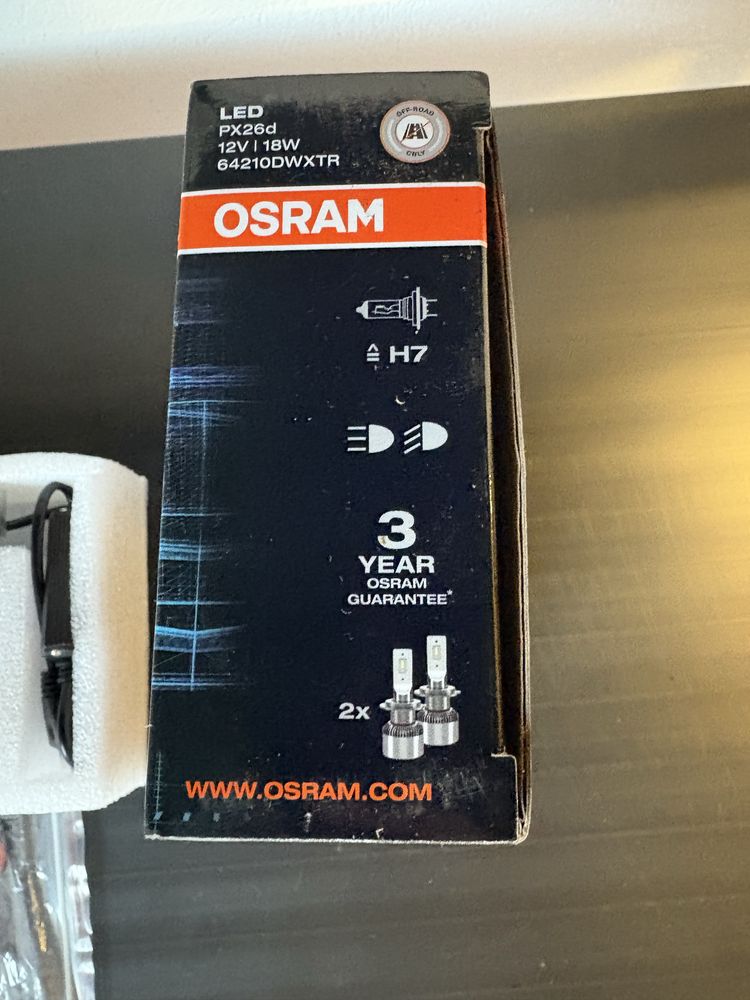 LED
PX26d
12V | 18W
64210DWXTR
OFF-ROAD
ONLY
OSRAM
≙ H7
3
YEAR
OSRAM
GUARANTEE*
2x
WWW.OSRAM.COM